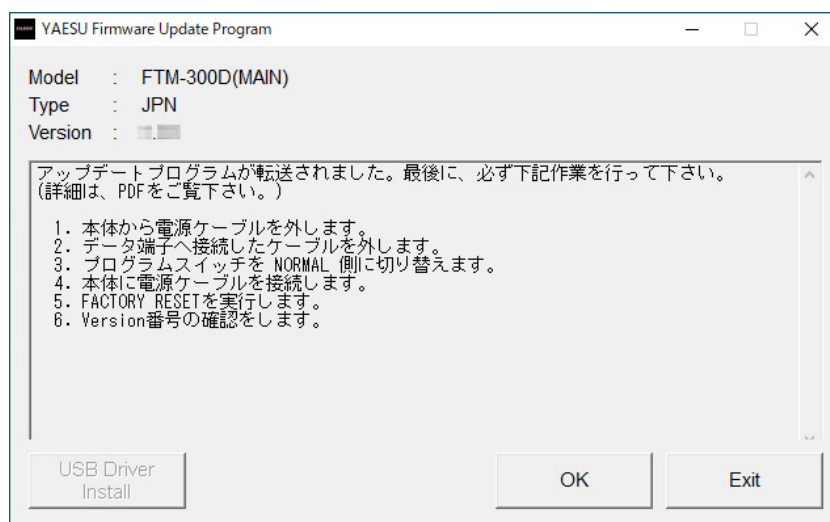 YAESU Firmware Update Program
Model : FTM-300D(MAIN)
Type : JPN
Version :
アップデートプログラムが転送されました。最後に、必ず下記作業を行って下さい。
(詳細は、PDFをご覧下さい。)
1. 本体から電源ケーブルを外します。
2. データ端子へ接続したケーブルを外します。
3. プログラムスイッチを NORMAL 側に切り替えます。
4. 本体に電源ケーブルを接続します。
5. FACTORY RESETを実行します。
6. Version番号の確認をします。
USB Driver
Install
OK
Exit